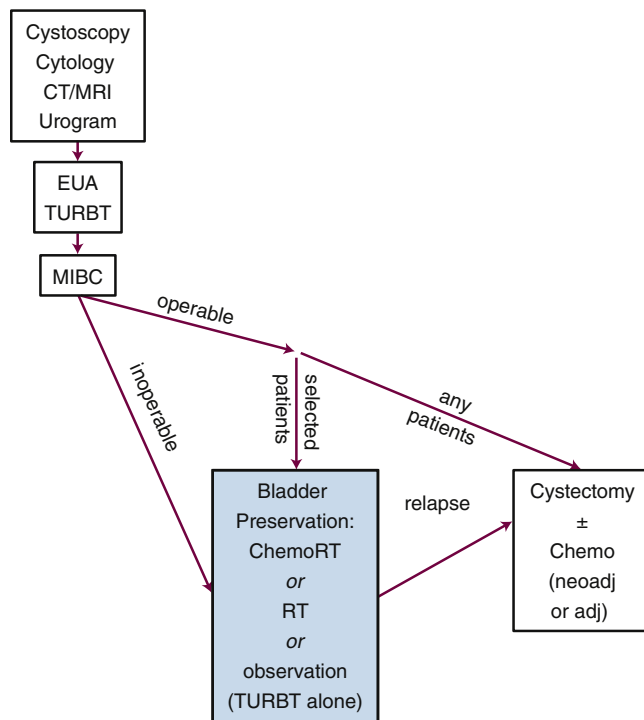 Cystoscopy
Cytology
CT/MRI
Urogram
EUA
TURBT
MIBC
operable
inoperable
selected
patients
any
patients
Bladder
Preservation:
ChemoRT
or
RT
or
observation
(TURBT alone)
relapse
Cystectomy
±
Chemo
(neoadj
or adj)